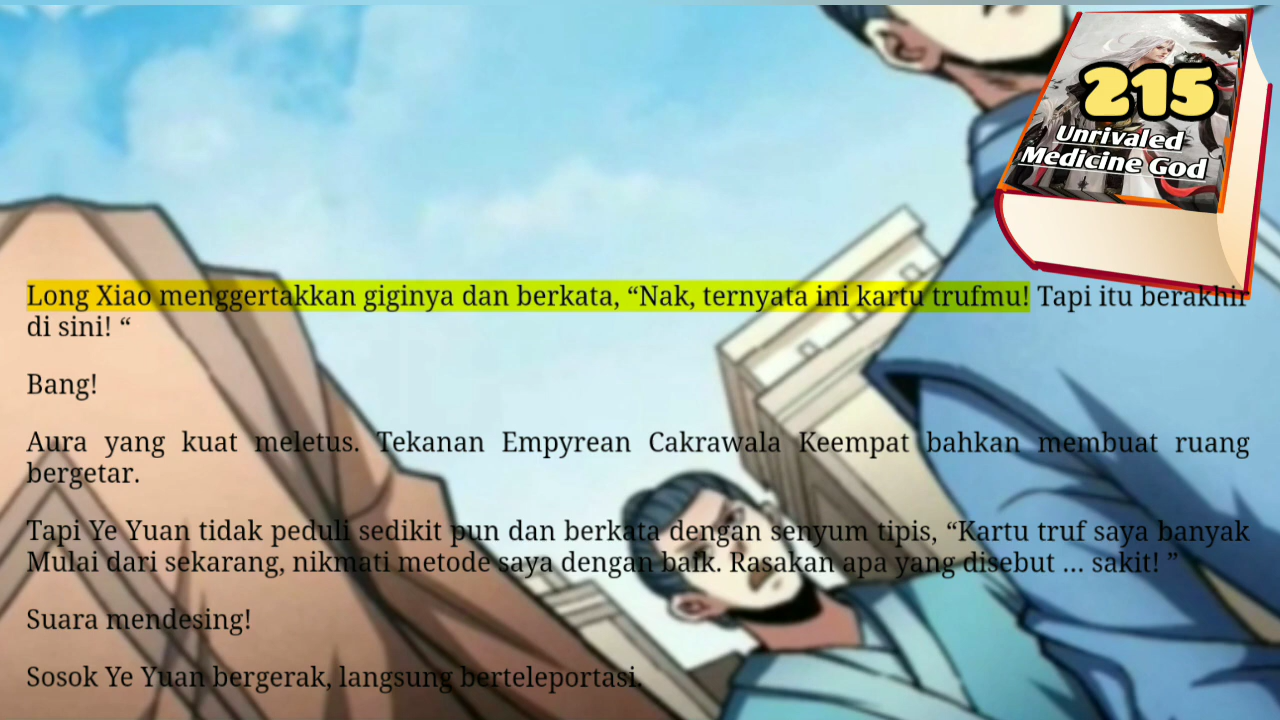 215
Unrivaled
Medicine God
Long Xiao menggertakkan giginya dan berkata, “Nak, ternyata ini kartu trufmu! Tapi itu berakhir
di sini! “
Bang!
Aura yang kuat meletus. Tekanan Empyrean Cakrawala Keempat bahkan membuat ruang
bergetar.
Tapi Ye Yuan tidak peduli sedikit pun dan berkata dengan senyum tipis, “Kartu truf saya banyak
Mulai dari sekarang, nikmati metode saya dengan baik. Rasakan apa yang disebut ... sakit! ”
Suara mendesing!
Sosok Ye Yuan bergerak, langsung berteleportasi.